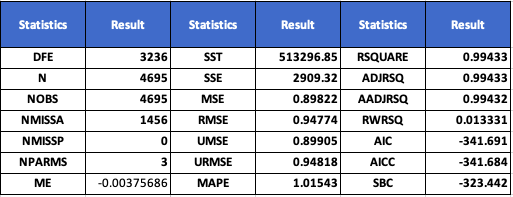 Statistics Result Statistics Result Statistics Result
DFE 3236 SST 513296.85 RSQUARE 0.99433
N 4695 SSE 2909.32 ADJRSQ 0.99433
NOBS 4695 MSE 0.89822 AADJRSQ 0.99432
NMISSA 1456 RMSE 0.94774 RWRSQ 0.013331
NMISSP 0 UMSE 0.89905 AIC -341.691
NPARMS 3 URMSE 0.94818 AICC -341.684
ME -0.00375686 MAPE 1.01543 SBC -323.442